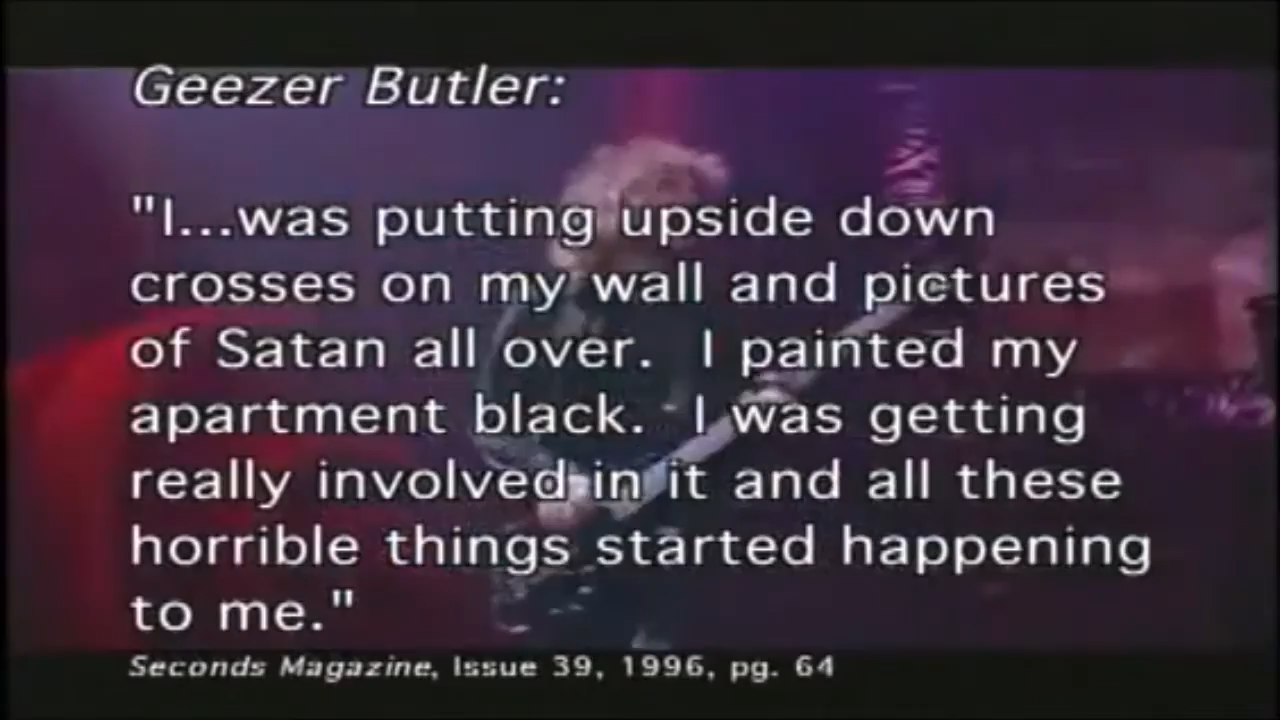 Geezer Butler:
"I...was putting upside down
crosses on my wall and pictures
of Satan all over.  I painted my
apartment black.  I was getting
really involved in it and all these
horrible things started happening
to me."
Seconds Magazine, Issue 39, 1996, pg. 64